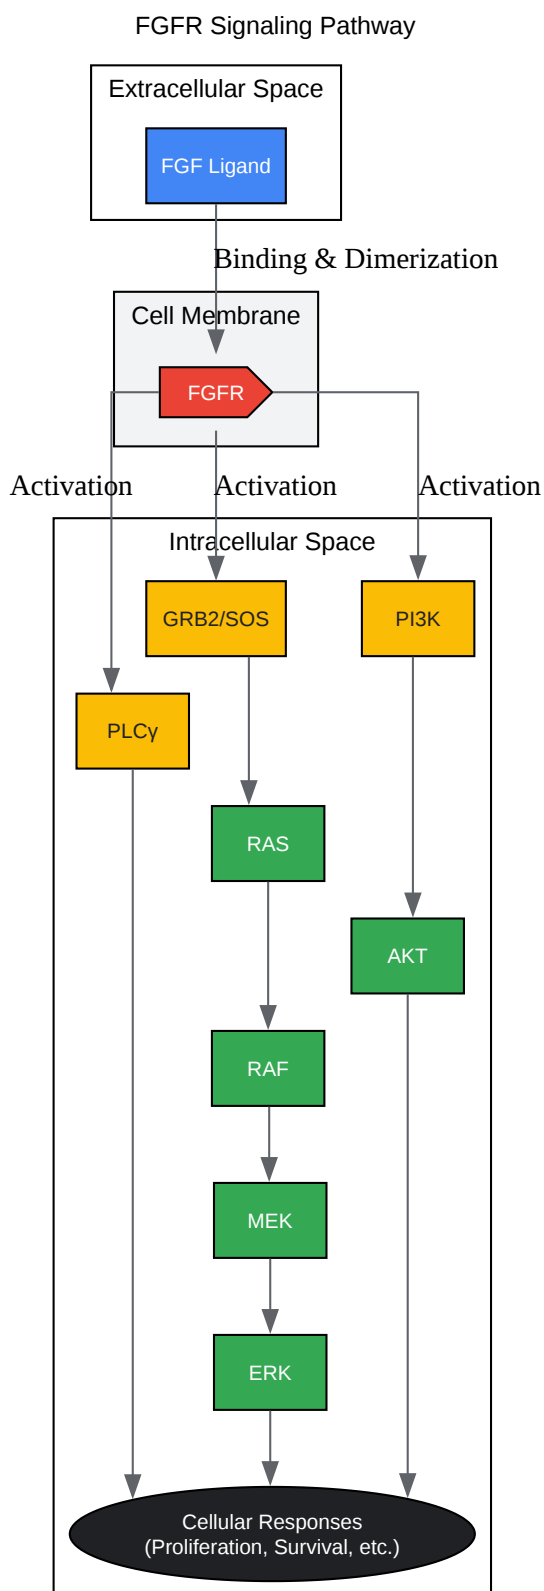 FGFR Signaling Pathway
Extracellular Space
FGF Ligand
Binding & Dimerization
Cell Membrane
FGFR
Activation
Activation
Activation
Intracellular Space
GRB2/SOS
PI3K
PLCγ
RAS
AKT
RAF
MEK
ERK
Cellular Responses
(Proliferation, Survival, etc.)